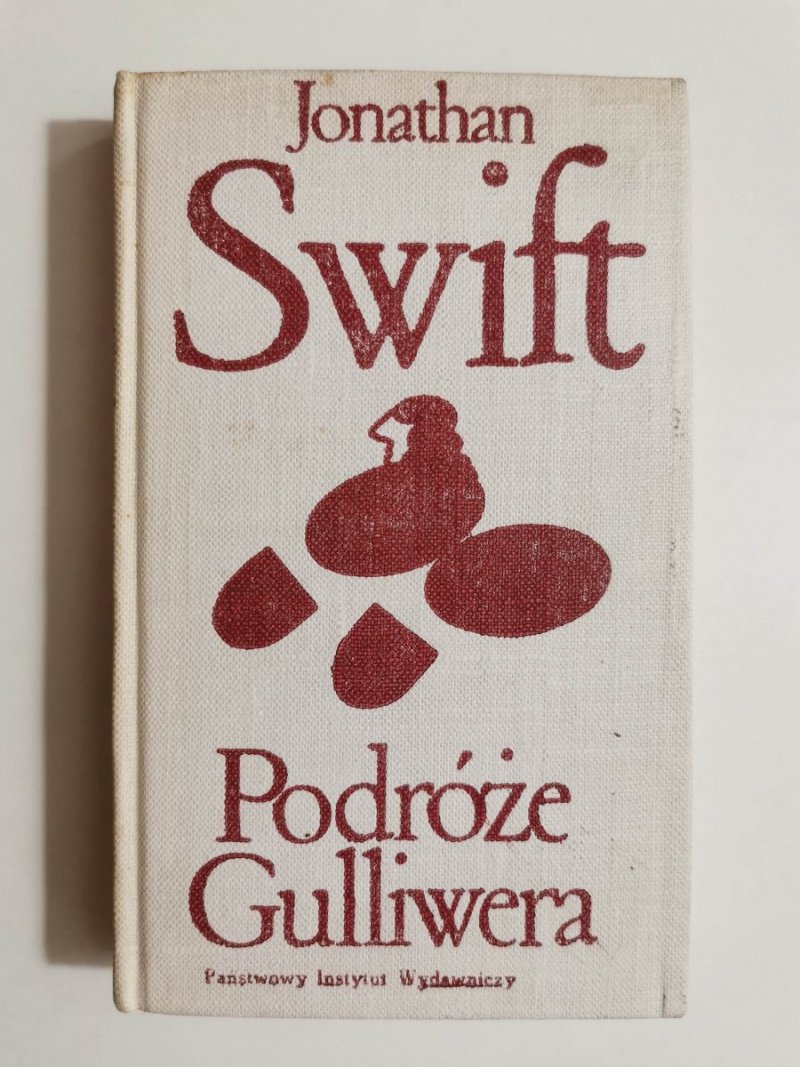 Jonathan
Swift
Podróże
Gulliwera
Państwowy Instytut Wydawniczy